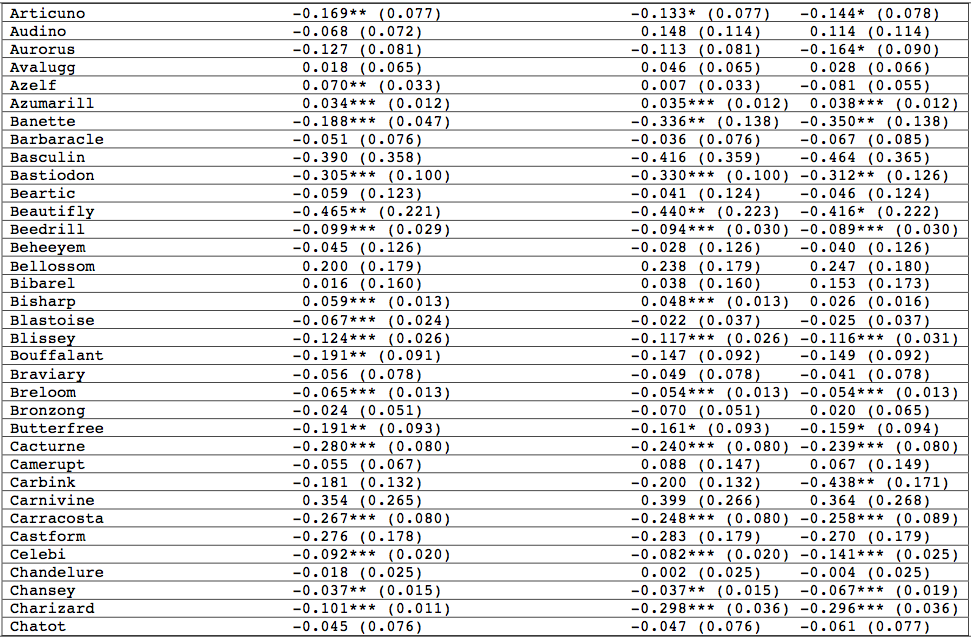 Articuno -0.169** (0.077) -0.133* (0.077) -0.144* (0.078)
Audino -0.068 (0.072) 0.148 (0.114) 0.114 (0.114)
Aurorus -0.127 (0.081) -0.113 (0.081) -0.164* (0.090)
Avalugg 0.018 (0.065) 0.046 (0.065) 0.028 (0.066)
Azelf 0.070** (0.033) 0.007 (0.033) -0.081 (0.055)
Azumarill 0.034*** (0.012) 0.035*** (0.012) 0.038*** (0.012)
Banette -0.188*** (0.047) -0.336** (0.138) -0.350** (0.138)
Barbaracle -0.051 (0.076) -0.036 (0.076) -0.067 (0.085)
Basculin -0.390 (0.358) -0.416 (0.359) -0.464 (0.365)
Bastiodon -0.305*** (0.100) -0.330*** (0.100) -0.312** (0.126)
Beartic -0.059 (0.123) -0.041 (0.124) -0.046 (0.124)
Beautifly -0.465** (0.221) -0.440** (0.223) -0.416* (0.222)
Beedrill -0.099*** (0.029) -0.094*** (0.030) -0.089*** (0.030)
Beheeyem -0.045 (0.126) -0.028 (0.126) -0.040 (0.126)
Bellossom 0.200 (0.179) 0.238 (0.179) 0.247 (0.180)
Bibarel 0.016 (0.160) 0.038 (0.160) 0.153 (0.173)
Bisharp 0.059*** (0.013) 0.048*** (0.013) 0.026 (0.016)
Blastoise -0.067*** (0.024) -0.022 (0.037) -0.025 (0.037)
Blissey -0.124*** (0.026) -0.117*** (0.026) -0.116*** (0.031)
Bouffalant -0.191** (0.091) -0.147 (0.092) -0.149 (0.092)
Braviary -0.056 (0.078) -0.049 (0.078) -0.041 (0.078)
Breloom -0.065*** (0.013) -0.054*** (0.013) -0.054*** (0.013)
Bronzong -0.024 (0.051) -0.070 (0.051) 0.020 (0.065)
Butterfree -0.191** (0.093) -0.161* (0.093) -0.159* (0.094)
Cacturne -0.280*** (0.080) -0.240*** (0.080) -0.239*** (0.080)
Camerupt -0.055 (0.067) 0.088 (0.147) 0.067 (0.149)
Carbink -0.181 (0.132) -0.200 (0.132) -0.438** (0.171)
Carnivine 0.354 (0.265) 0.399 (0.266) 0.364 (0.268)
Carracosta -0.267*** (0.080) -0.248*** (0.080) -0.258*** (0.089)
Castform -0.276 (0.178) -0.283 (0.179) -0.270 (0.179)
Celebi -0.092*** (0.020) -0.082*** (0.020) -0.141*** (0.025)
Chandelure -0.018 (0.025) 0.002 (0.025) -0.004 (0.025)
Chansey -0.037** (0.015) -0.037** (0.015) -0.067*** (0.019)
Charizard -0.101*** (0.011) -0.298*** (0.036) -0.296*** (0.036)
Chatot -0.045 (0.076) -0.047 (0.076) -0.061 (0.077)